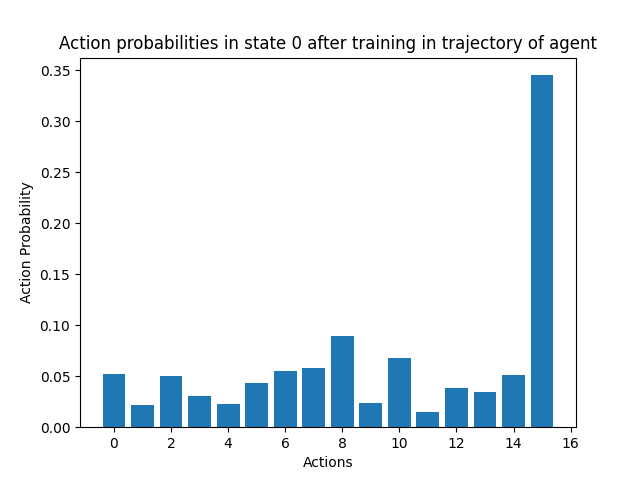 Action probabilities in state 0 after training in trajectory of agent
0.35
0.30
0.25
0.20
0.15
0.10
0.05
0.00
Action Probability
0 2 4 6 8 10 12 14 16
Actions